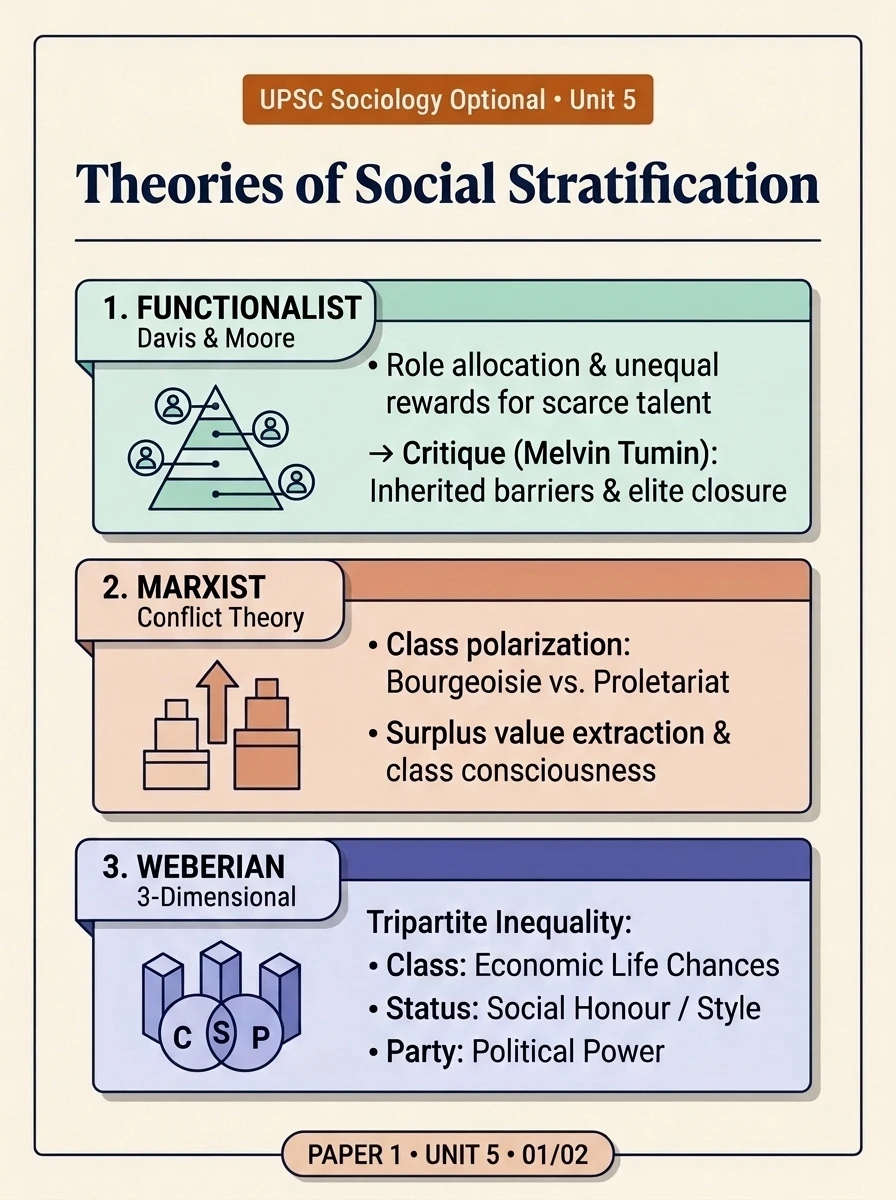 UPSC Sociology Optional • Unit 5
Theories of Social Stratification
1. FUNCTIONALIST
Davis & Moore
• Role allocation & unequal
rewards for scarce talent
→ Critique (Melvin Tumin):
Inherited barriers & elite closure
2. MARXIST
Conflict Theory
• Class polarization:
Bourgeoisie vs. Proletariat
• Surplus value extraction &
class consciousness
3. WEBERIAN
3-Dimensional
Tripartite Inequality:
• Class: Economic Life Chances
• Status: Social Honour / Style
• Party: Political Power
C S P
PAPER 1 • UNIT 5 • 01/02